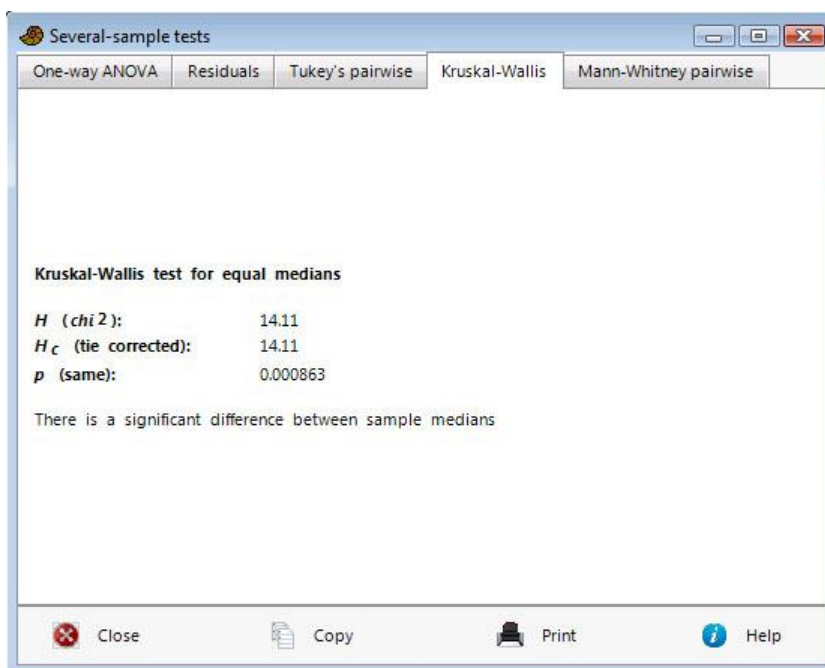 Several-sample tests
One-way ANOVA Residuals Tukey's pairwise Kruskal-Wallis Mann-Whitney pairwise
Kruskal-Wallis test for equal medians
H (chi2): 14.11
Hc (tie corrected): 14.11
p (same): 0.000863
There is a significant difference between sample medians
Close Copy Print Help